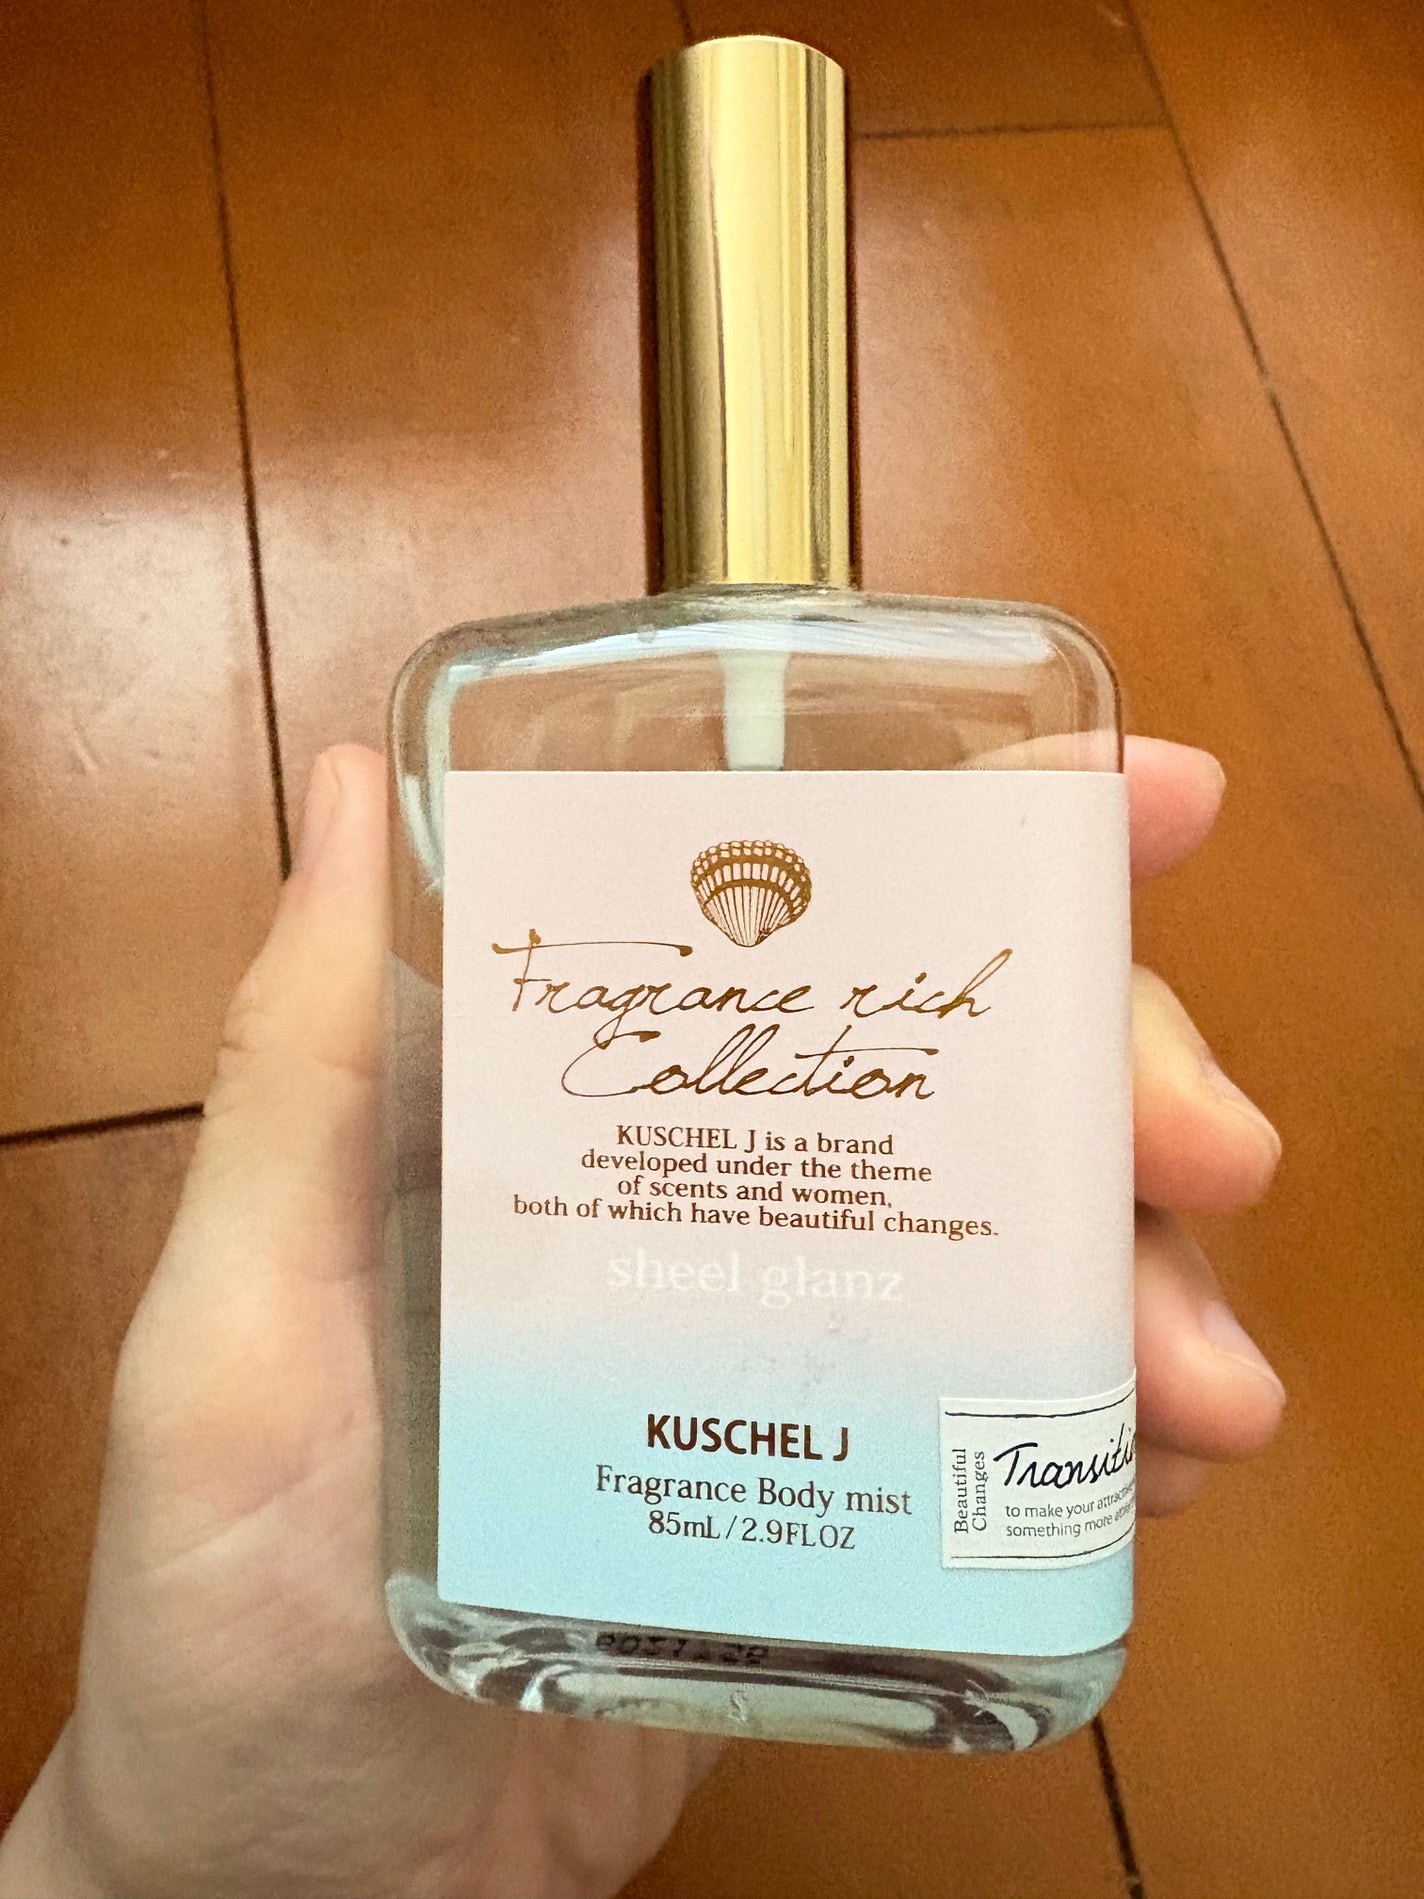 Fragrance rich
Collection
KUSCHEL J is a brand
developed under the theme
of scents and women,
both of which have beautiful changes.
sheel glanz
KUSCHEL J
Fragrance Body mist
85mL/2.9FLOZ
Beautiful
Changes
to make your
something more